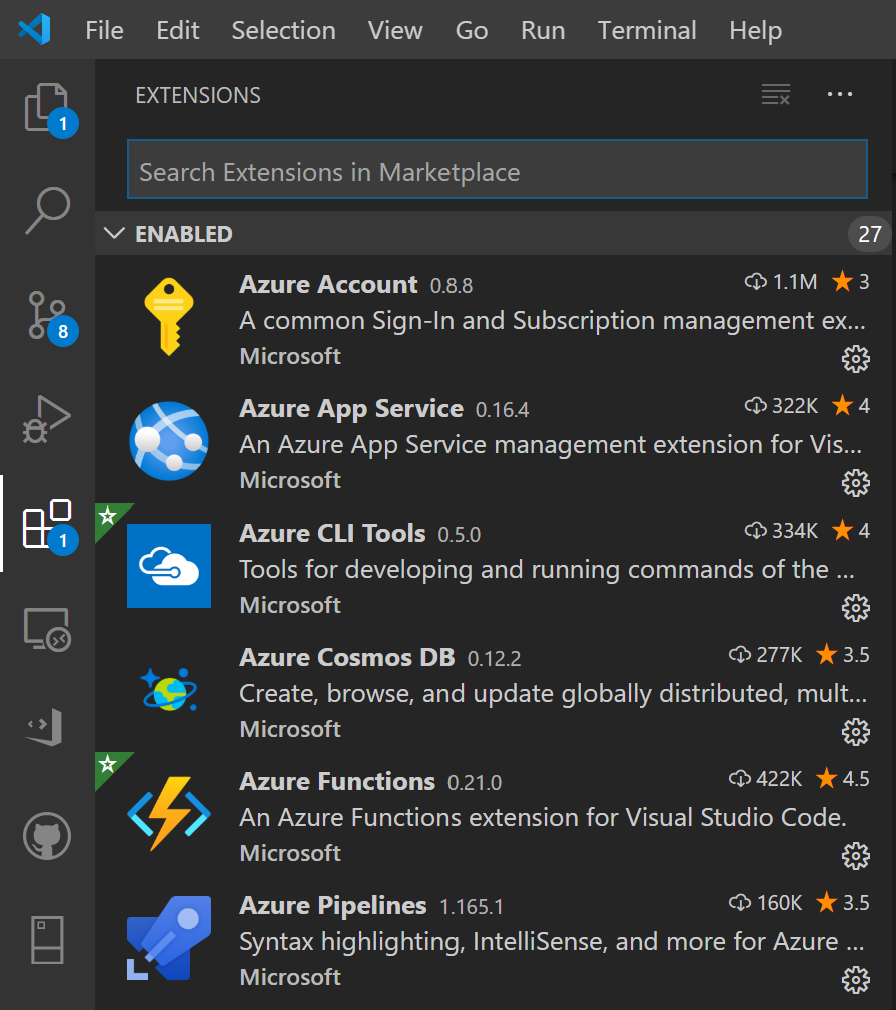 File Edit Selection View Go Run Terminal Help
EXTENSIONS
1
Search Extensions in Marketplace
ENABLED 27
Azure Account 0.8.8 1.1M 3
A common Sign-In and Subscription management ex...
8
Microsoft
Azure App Service 0.16.4 322K 4
An Azure App Service management extension for Vis...
Microsoft
Azure CLI Tools 0.5.0 334K 4
1
Tools for developing and running commands of the ...
Microsoft
Azure Cosmos DB 0.12.2 277K 3.5
Create, browse, and update globally distributed, mult...
Microsoft
Azure Functions 0.21.0 422K 4.5
An Azure Functions extension for Visual Studio Code.
Microsoft
Azure Pipelines 1.165.1 160K 3.5
Syntax highlighting, IntelliSense, and more for Azure ...
Microsoft